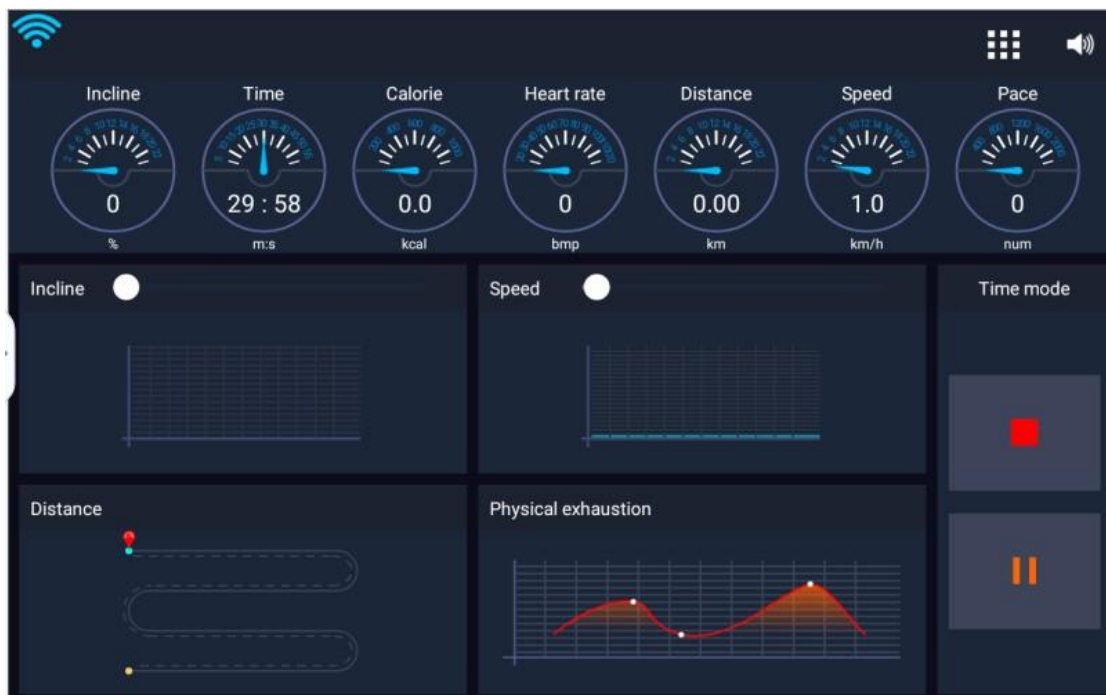 Incline Time Calorie Heart rate Distance Speed Pace
0 29 : 58 0.0 0 0.00 1.0 0
% m:s kcal bmp km km/h num
Incline
Speed
Time mode
Distance
Physical exhaustion